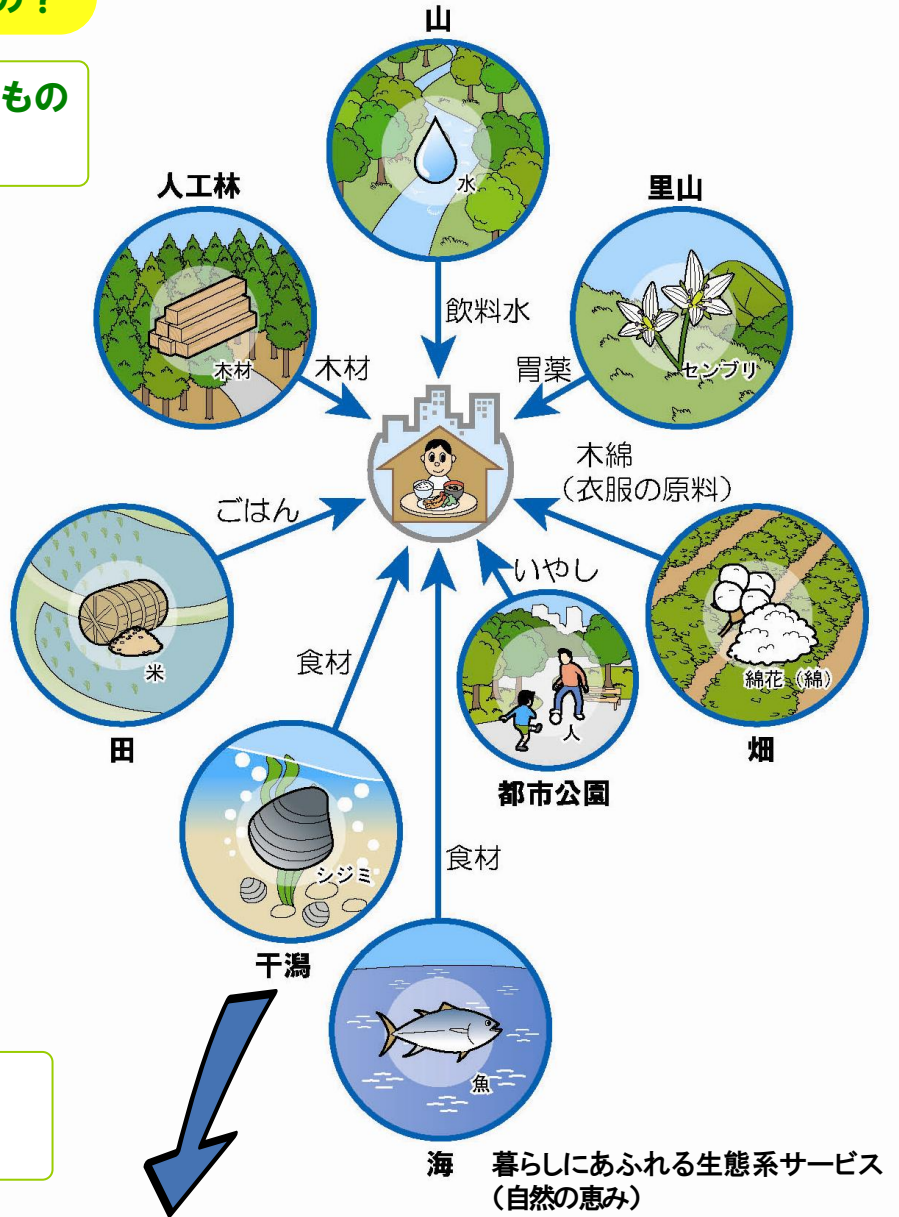 の？
もの
山
水
人工林
木材
里山
センブリ
飲料水
木材
胃薬
木綿
（衣服の原料）
ごはん
いやし
米
田
食材
人
都市公園
綿花（綿）
畑
シジミ
干潟
食材
魚
海　暮らしにあふれる生態系サービス
（自然の恵み）